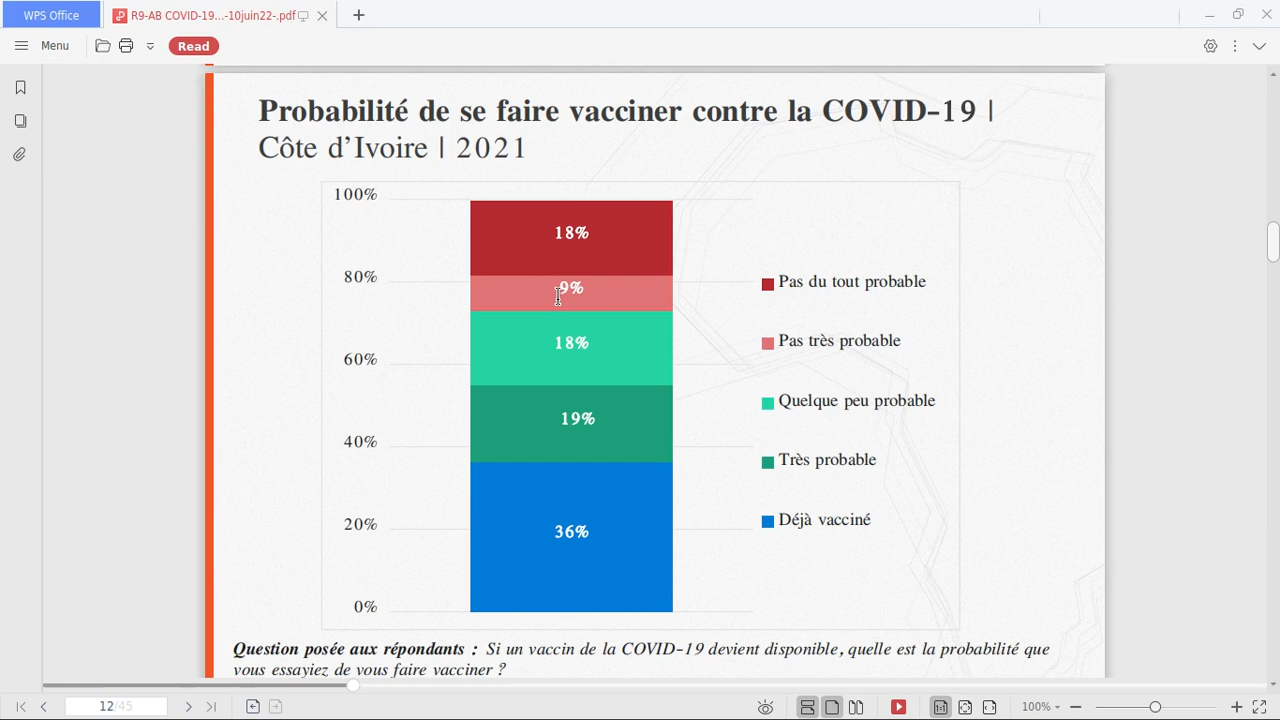 WPS Office
R9-AB COVID-19...-10juin22-.pdf
Menu
Read
Probabilité de se faire vacciner contre la COVID-19 |
Côte d'Ivoire | 2021
100%
80%
60%
40%
20%
0%
18%
9%
18%
19%
36%
Pas du tout probable
Pas très probable
Quelque peu probable
Très probable
Déjà vacciné
Question posée aux répondants : Si un vaccin de la COVID-19 devient disponible, quelle est la probabilité que
vous essayiez de vous faire vacciner ?
12/45
100%